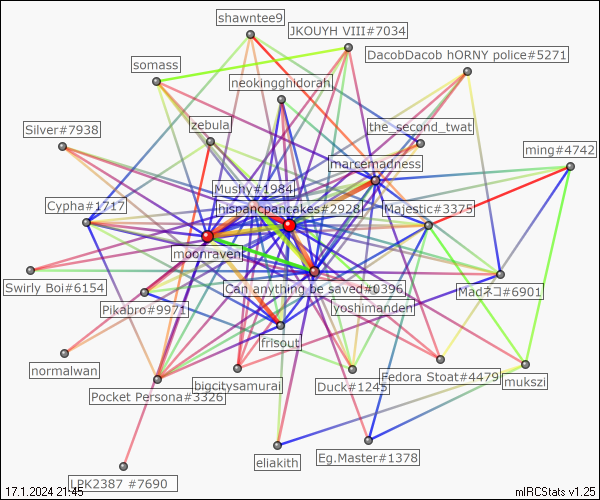 shawntee9
JKOUYH VIII#7034
DacobDacob hORNY police#5271
somass
neokingghidorah
Silver#7938
zebula
the_second_twat
ming#4742
marcemadness
Mushy#1984
Cypha#1717
hispancpancakes#2928
Majestic#3375
moonraven
Swirly Boi#6154
Can anything be saved#0396
Madネコ#6901
Pikabro#9971
yoshimanden
frisout
normalwan
Pocket Persona#3326
bigcitysamurai
Duck#1245
Fedora Stoat#4479
mukszi
eliakith
Eg.Master#1378
LPK2387 #7690
17.1.2024 21:45
mIRCStats v1.25